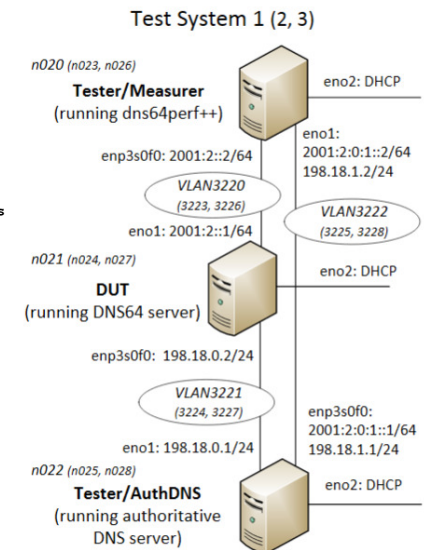 Test System 1 (2, 3)
n020 (n023, n026)
Tester/Measurer
(running dns64perf++)
eno2: DHCP
enp3s0f0: 2001:2::2/64
eno1:
2001:2:0:1::2/64
198.18.1.2/24
VLAN3220
(3223, 3226)
s
VLAN3222
(3225, 3228)
eno1: 2001:2::1/64
n021 (n024, n027)
DUT
(running DNS64 server)
eno2: DHCP
enp3s0f0: 198.18.0.2/24
VLAN3221
(3224, 3227)
enp3s0f0:
2001:2:0:1::1/64
198.18.1.1/24
eno1: 198.18.0.1/24
n022 (n025, n028)
Tester/AuthDNS
(running authoritative
DNS server)
eno2: DHCP